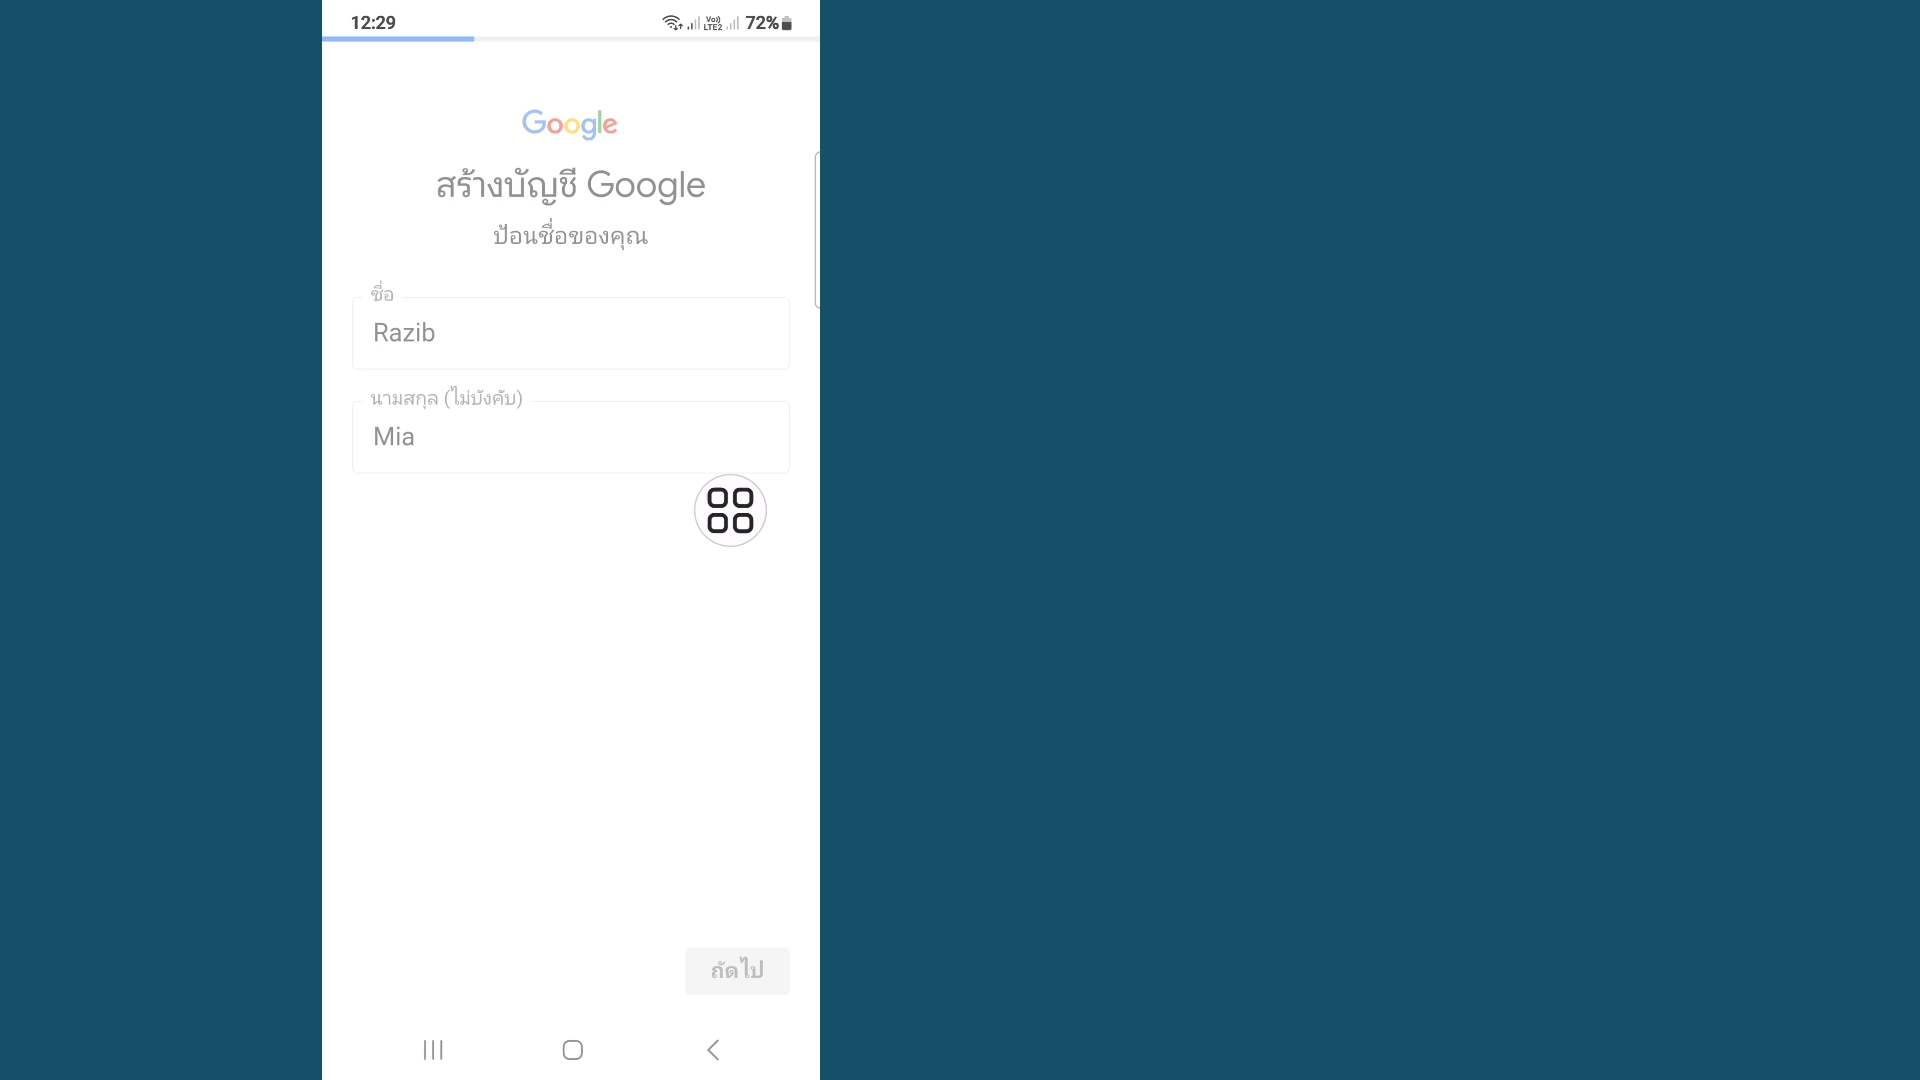 12:29
Vo)) LTE2 72%
Google
สร้างบัญชี Google
ป้อนชื่อของคุณ
ชื่อ
Razib
นามสกุล (ไม่บังคับ)
Mia
ถัดไป